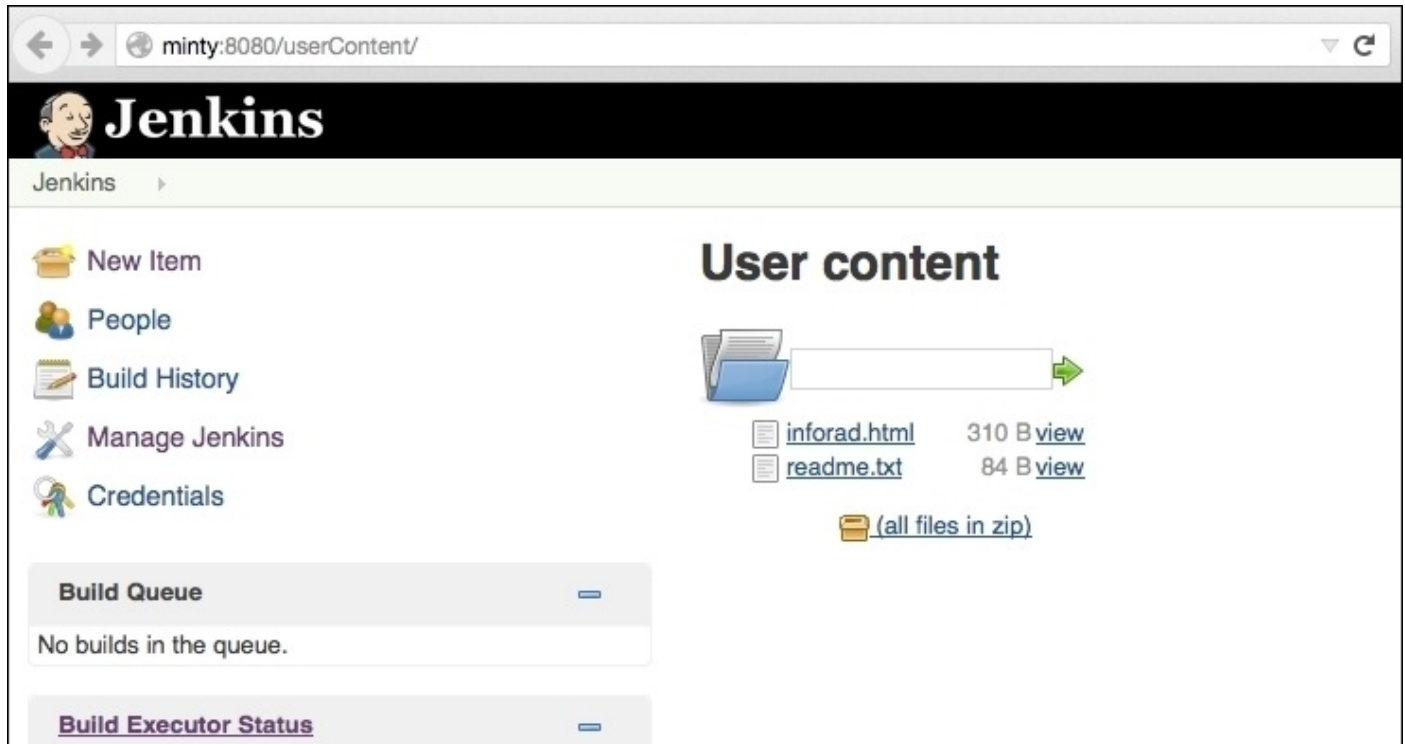 minty:8080/userContent/
Jenkins
Jenkins
New Item
People
Build History
Manage Jenkins
Credentials
Build Queue
No builds in the queue.
Build Executor Status
User content
inforad.html 310 B view
readme.txt 84 B view
(all files in zip)